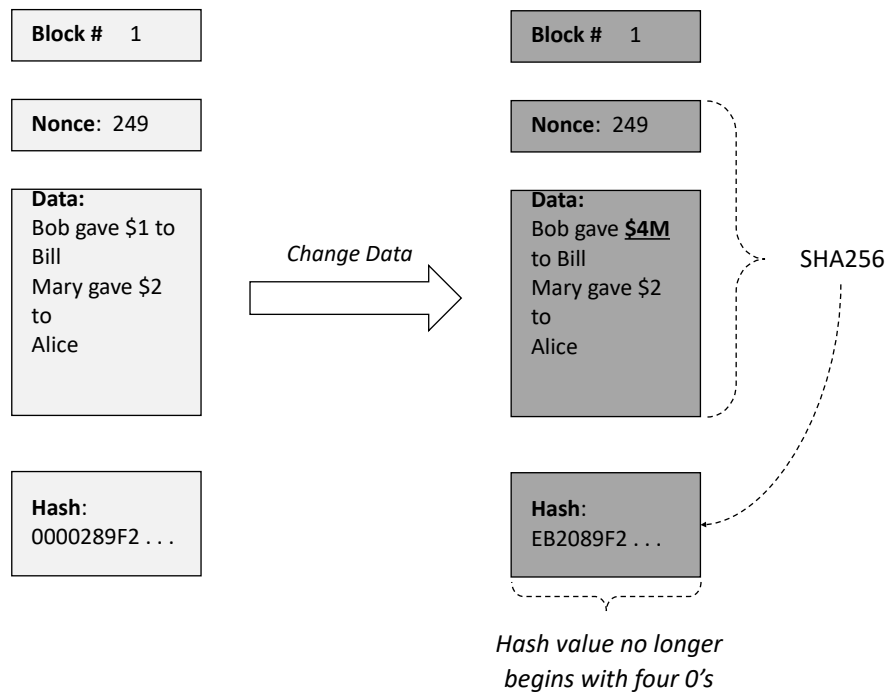 Block # 1
Nonce: 249
Data:
Bob gave $1 to
Bill
Mary gave $2
to
Alice
Hash:
0000289F2 . . .
Change Data
Block # 1
Nonce: 249
Data:
Bob gave $4M
to Bill
Mary gave $2
to
Alice
SHA256
Hash:
EB2089F2 . . .
Hash value no longer
begins with four 0's